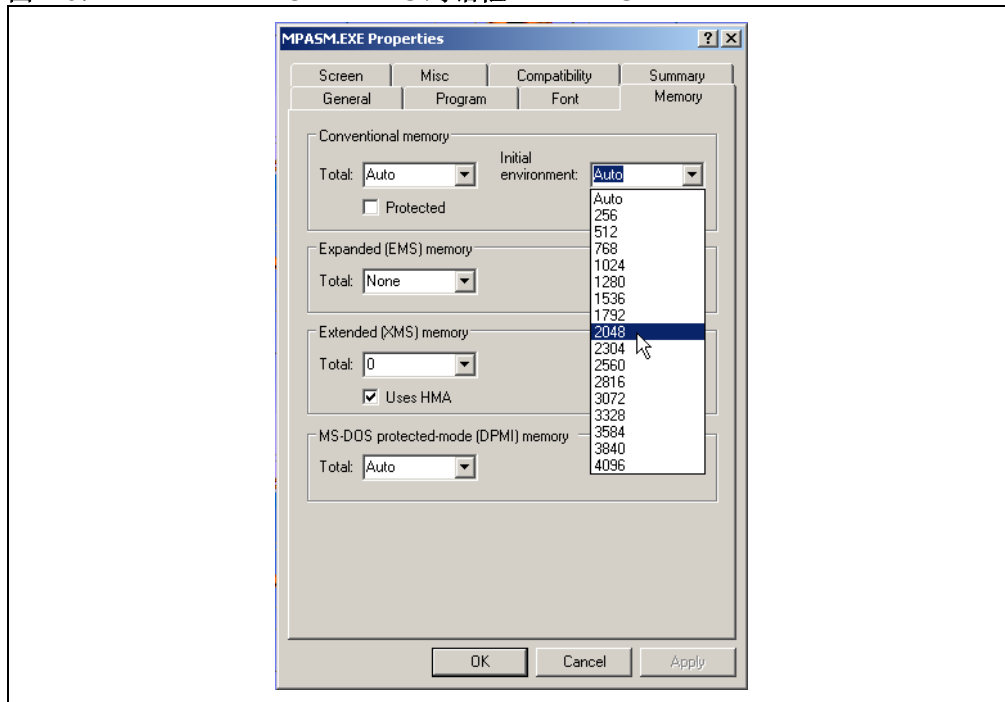 MPASM.EXE Properties
Screen Misc Compatibility Summary
General Program Font Memory
Conventional memory
Total: Auto
Initial
environment: Auto
Protected
Auto
256
512
768
1024
1280
1536
1792
2048
2304
2560
2816
3072
3328
3584
3840
4096
Expanded (EMS) memory
Total: None
Extended (XMS) memory
Total: 0
Uses HMA
MS-DOS protected-mode (DPMI) memory
Total: Auto
OK Cancel Apply